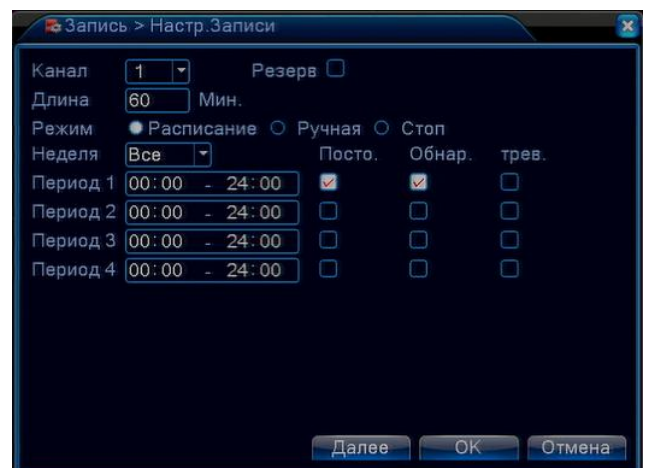 Запись > Настр.Записи
Канал 1 Резерв
Длина 60 Мин.
Режим Расписание Ручная Стоп
Неделя Все Посто. Обнар. трев.
Период 1 00:00 - 24:00
Период 2 00:00 - 24:00
Период 3 00:00 - 24:00
Период 4 00:00 - 24:00
Далее OK Отмена